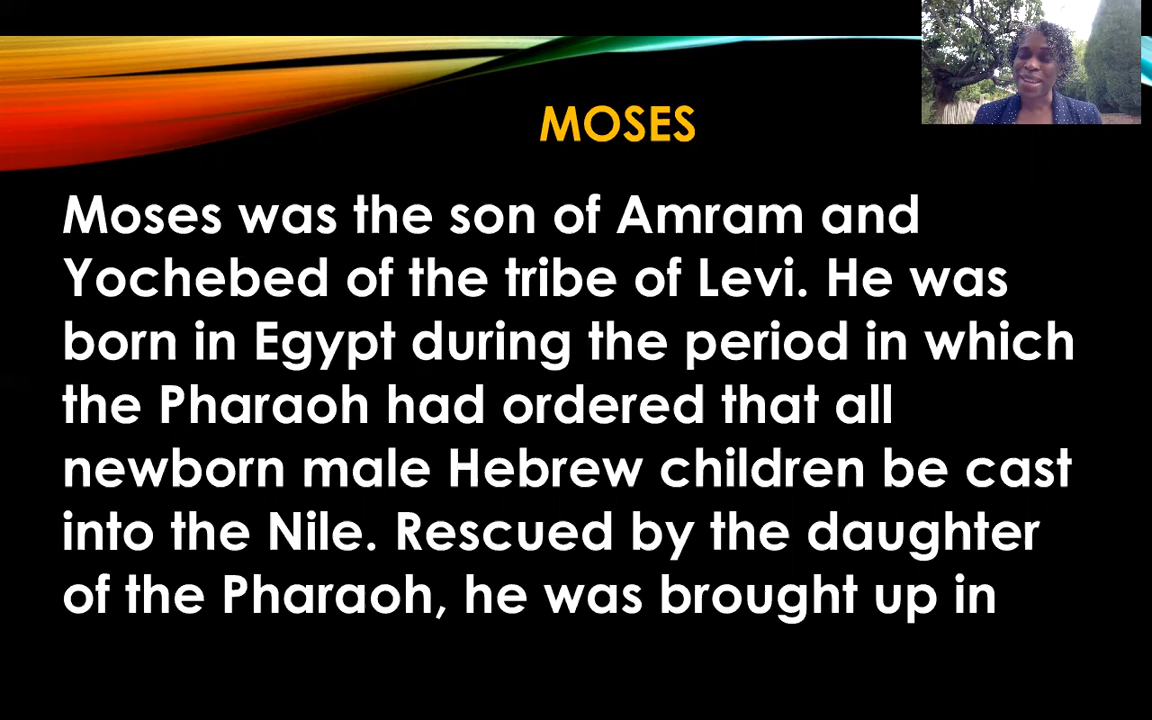 MOSES
Moses was the son of Amram and
Yochebed of the tribe of Levi. He was
born in Egypt during the period in which
the Pharaoh had ordered that all
newborn male Hebrew children be cast
into the Nile. Rescued by the daughter
of the Pharaoh, he was brought up in